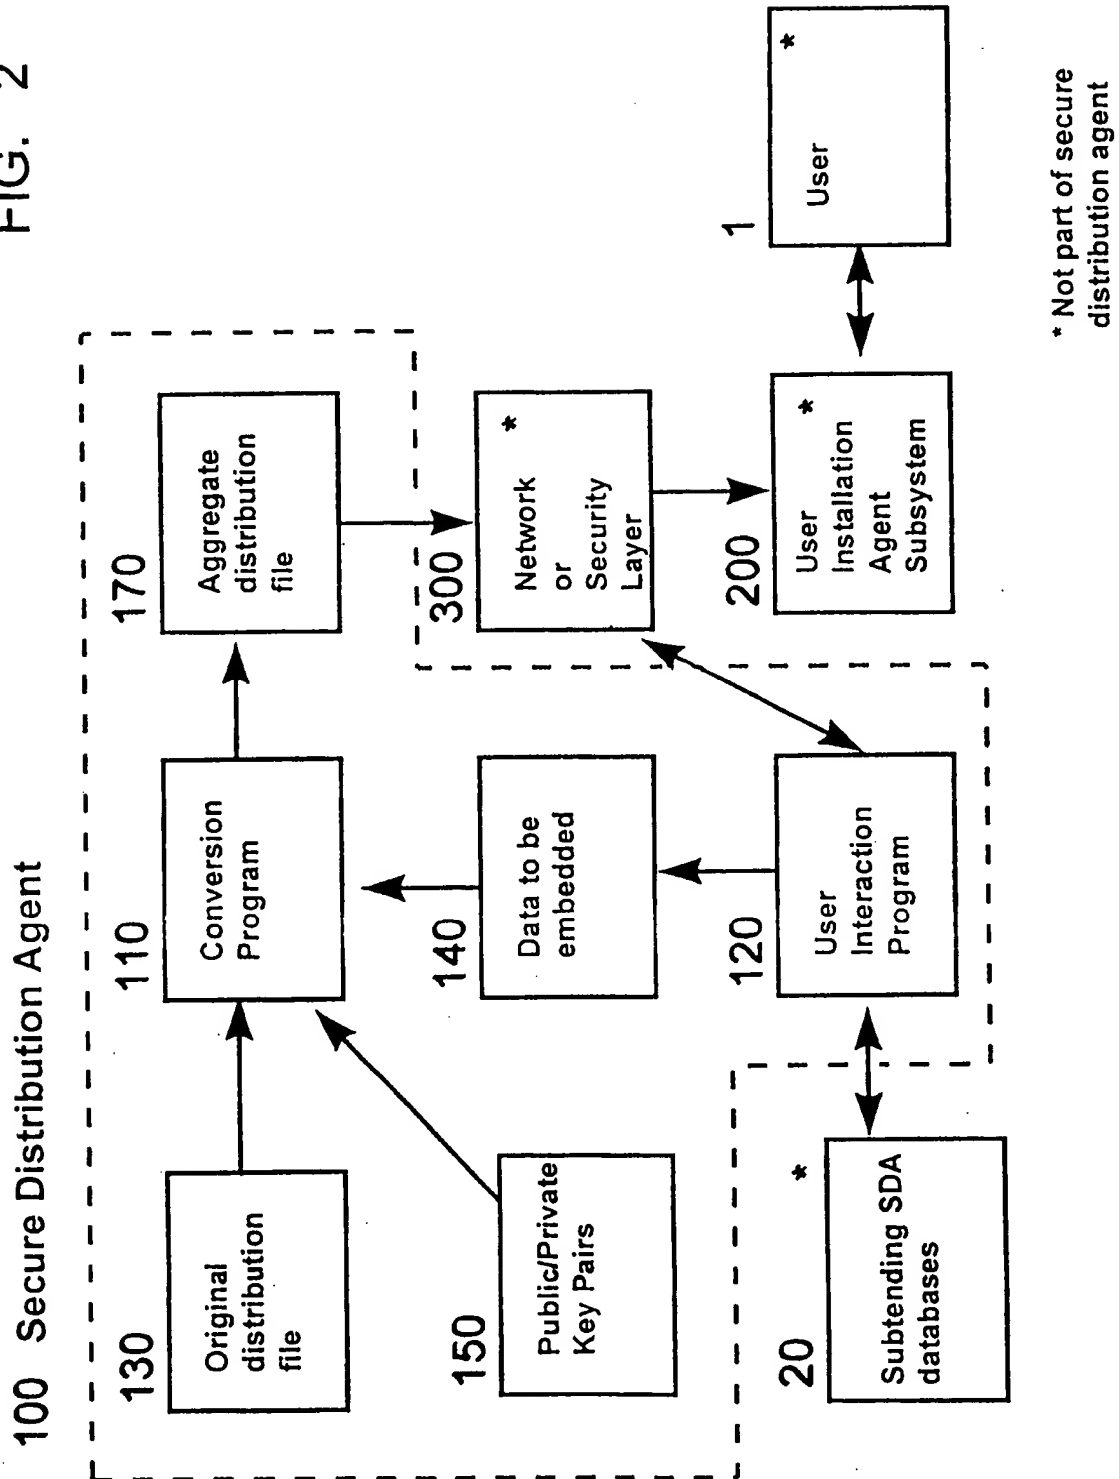 FIG. 2
100 Secure Distribution Agent
130
Original
distribution
file
110
Conversion
Program
170
Aggregate
distribution
file
150
Public/Private
Key Pairs
140
Data to be
embedded
300
Network *
or
Security
Layer
20
*
Subtending SDA
databases
120
User
Interaction
Program
200
User *
Installation
Agent
Subsystem
1
User *
* Not part of secure
distribution agent